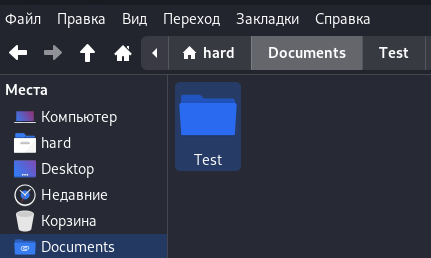 Файл Правка Вид Переход Закладки Справка
hard Documents Test
Места
Компьютер
hard
Desktop
Недавние
Корзина
Documents
Test